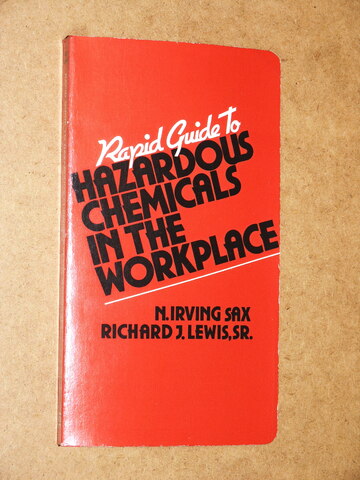 Rapid Guide To
HAZARDOUS
CHEMICALS
IN THE
WORKPLACE
N. IRVING SAX
RICHARD J. LEWIS, SR.